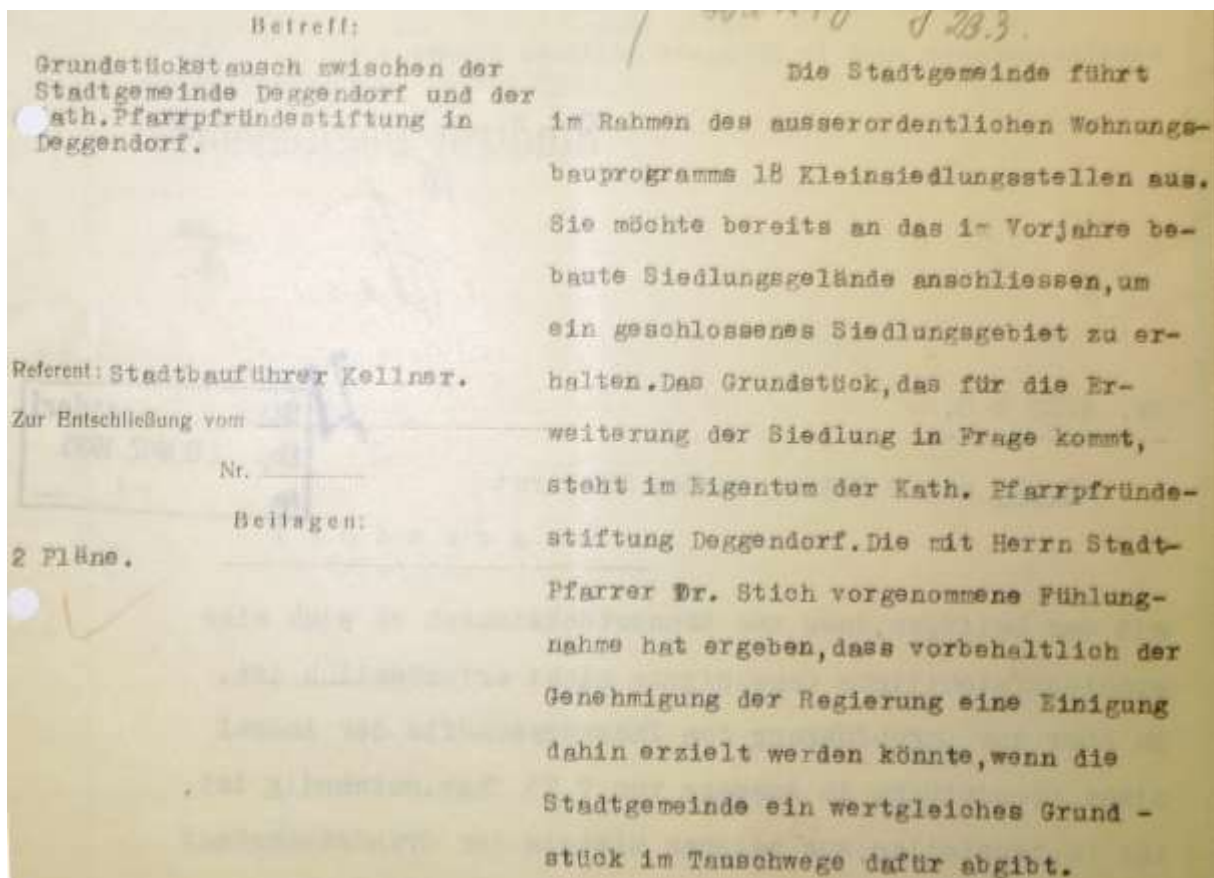 Betreff:
Grundstückstausch zwischen der
Stadtgemeinde Deggendorf und der
ath.Pfarrpfründestiftung in
Deggendorf.
Referent: Stadtbauführer Kellner.
Zur Entschließung vom
Nr.
Beilagen:
2 Pläne.
28.3.
Die Stadtgemeinde führt
im Rahmen des ausserordentlichen Wohnungs-
bauprogramms 18 Kleinsiedlungsstellen aus.
Sie möchte bereits an das im Vorjahre be-
baute Siedlungsgelände anschliessen,um
ein geschlossenes Siedlungsgebiet zu er-
halten.Das Grundstück,das für die Er-
weiterung der Siedlung in Frage kommt,
steht im Eigentum der Kath. Pfarrpfründe-
stiftung Deggendorf.Die mit Herrn Stadt-
Pfarrer Dr. Stich vorgenommene Fühlung-
nahme hat ergeben,dass vorbehaltlich der
Genehmigung der Regierung eine Einigung
dahin erzielt werden könnte,wenn die
Stadtgemeinde ein wertgleiches Grund -
stück im Tauschwege dafür abgibt.